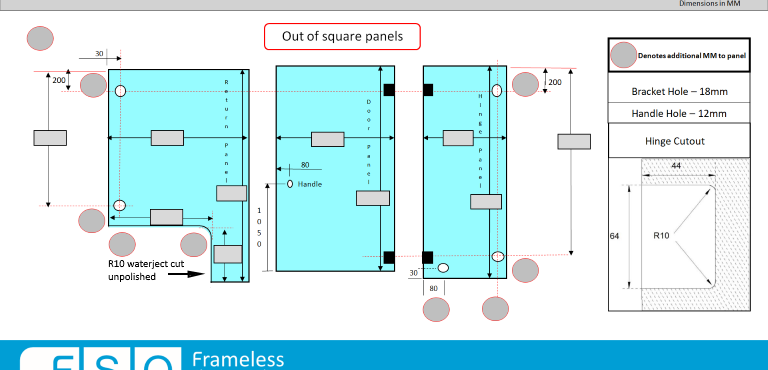 Dimensions in MM
Out of square panels
30
200
Return Panel
R10 waterject cut
unpolished
Door Panel
80
Handle
1050
Hinge Panel
200
30
80
Denotes additional MM to panel
Bracket Hole – 18mm
Handle Hole – 12mm
Hinge Cutout
44
64
R10
Frameless